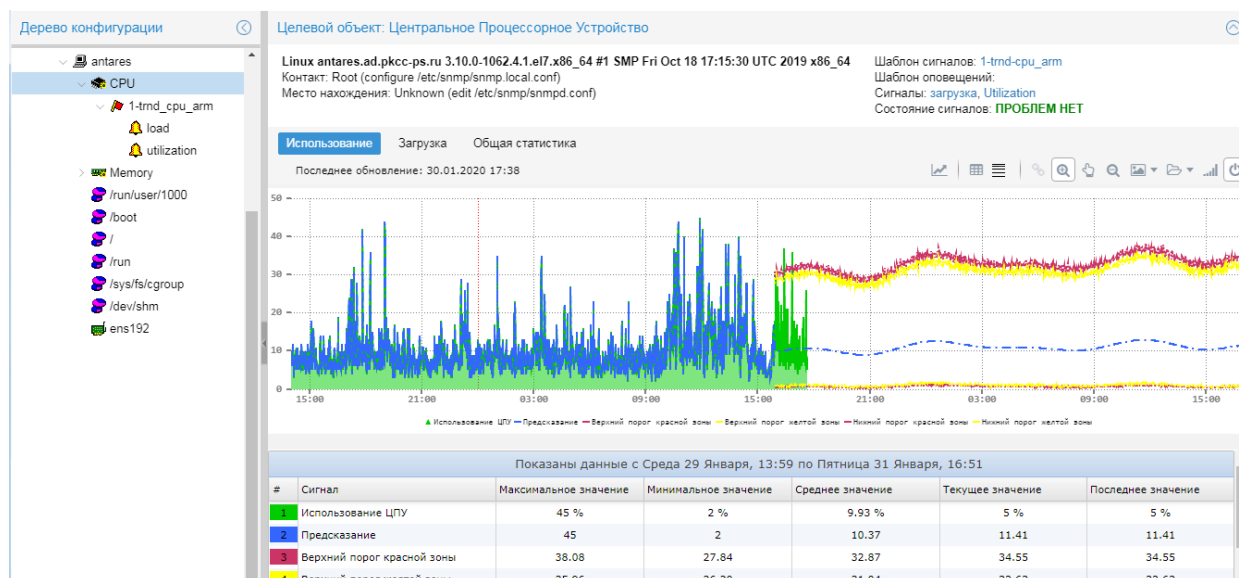 Дерево конфигурации
antares
CPU
1-trnd_cpu_arm
load
utilization
Memory
/run/user/1000
/boot
/
/run
/sys/fs/cgroup
/dev/shm
ens192
Целевой объект: Центральное Процессорное Устройство
Linux antares.ad.pkcc-ps.ru 3.10.0-1062.4.1.el7.x86_64 #1 SMP Fri Oct 18 17:15:30 UTC 2019 x86_64
Контакт: Root (configure /etc/snmp/snmp.local.conf)
Место нахождения: Unknown (edit /etc/snmp/snmpd.conf)
Шаблон сигналов: 1-trnd-cpu_arm
Шаблон оповещений:
Сигналы: загрузка, Utilization
Состояние сигналов: ПРОБЛЕМ НЕТ
Использование Загрузка Общая статистика
Последнее обновление: 30.01.2020 17:38
50
40
30
20
10
0
15:00 21:00 03:00 09:00 15:00 21:00 03:00 09:00 15:00
Использование ЦПУ Предсказание Верхний порог красной зоны Верхний порог желтой зоны Нижний порог красной зоны Нижний порог желтой зоны
Показаны данные с Среда 29 Января, 13:59 по Пятница 31 Января, 16:51
# Сигнал Максимальное значение Минимальное значение Среднее значение Текущее значение Последнее значение
1 Использование ЦПУ 45 % 2 % 9.93 % 5 % 5 %
2 Предсказание 45 2 10.37 11.41 11.41
3 Верхний порог красной зоны 38.08 27.84 32.87 34.55 34.55